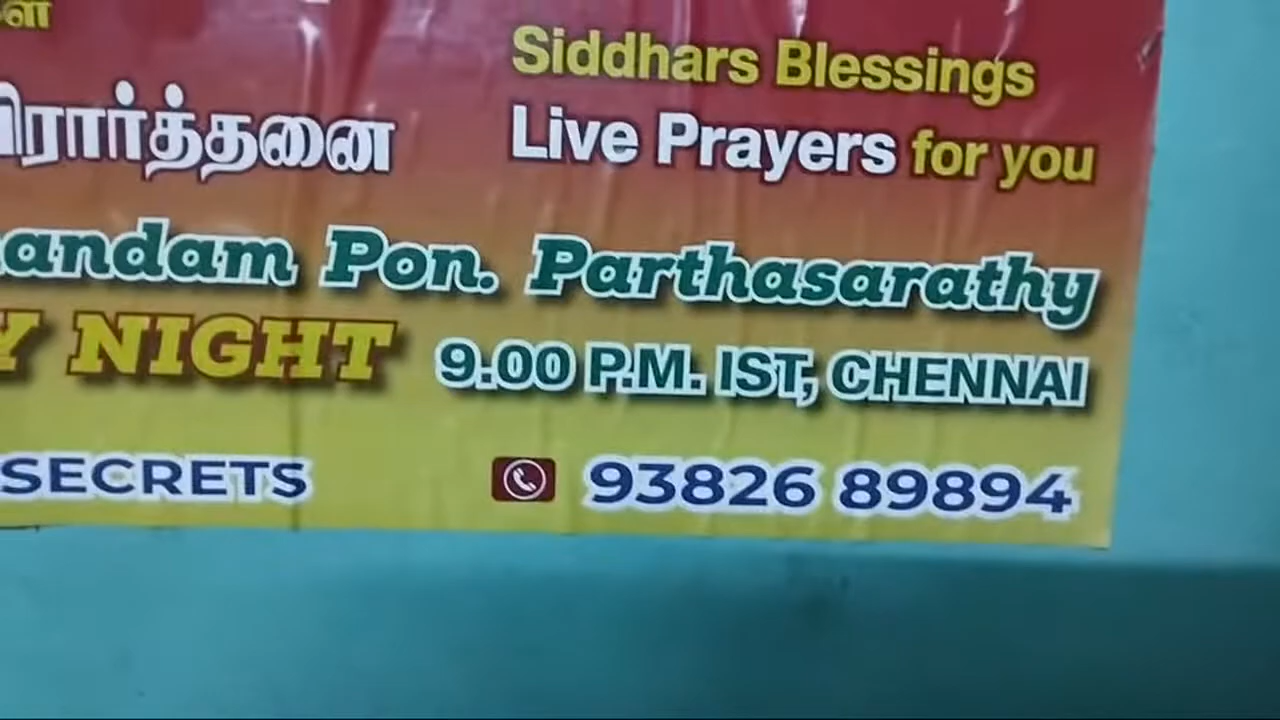 Siddhars Blessings
பிரார்த்தனை
Live Prayers for you
andam Pon. Parthasarathy
Y NIGHT 9.00 P.M. IST, CHENNAI
SECRETS 93826 89894